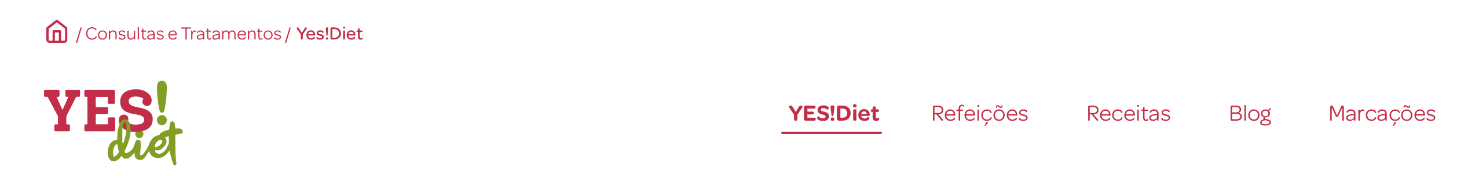 / Consultas e Tratamentos / Yes!Diet
YES!
diet
YES!Diet Refeições Receitas Blog Marcações